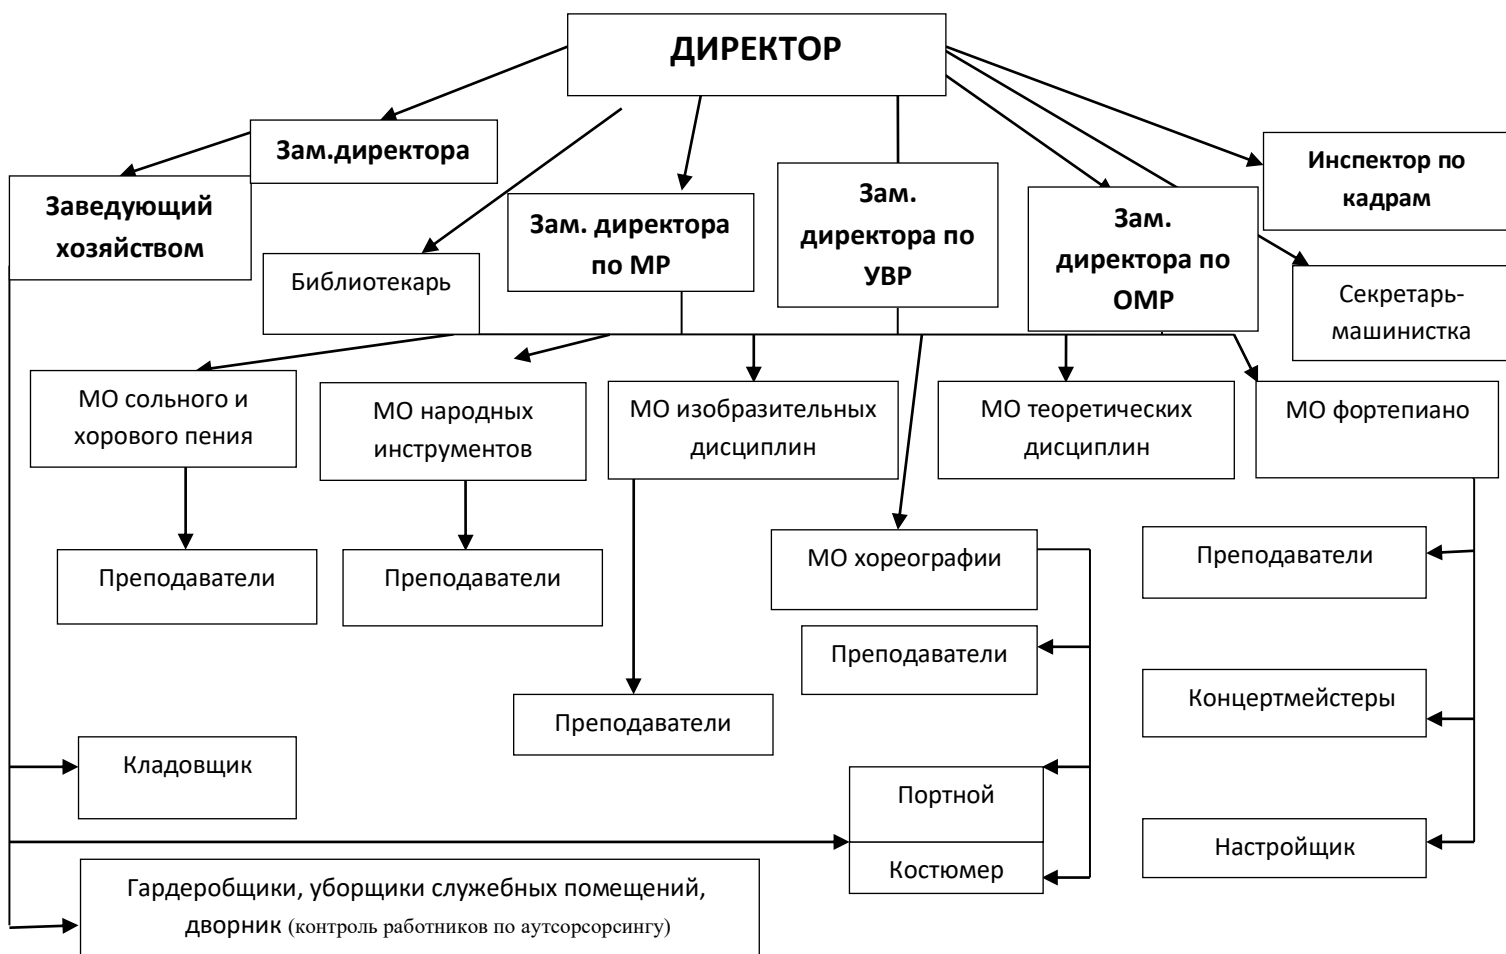 ДИРЕКТОР
Зам.директора
Заведующий
хозяйством
Библиотекарь
Зам. директора
по МР
Зам.
директора по
УВР
Зам.
директора по
ОМР
Инспектор по
кадрам
Секретарь-
машинистка
МО сольного и
хорового пения
МО народных
инструментов
МО изобразительных
дисциплин
МО теоретических
дисциплин
МО фортепиано
Преподаватели
Преподаватели
МО хореографии
Преподаватели
Преподаватели
Преподаватели
Концертмейстеры
Кладовщик
Портной
Костюмер
Настройщик
Гардеробщики, уборщики служебных помещений,
дворник (контроль работников по аутсорсорсингу)